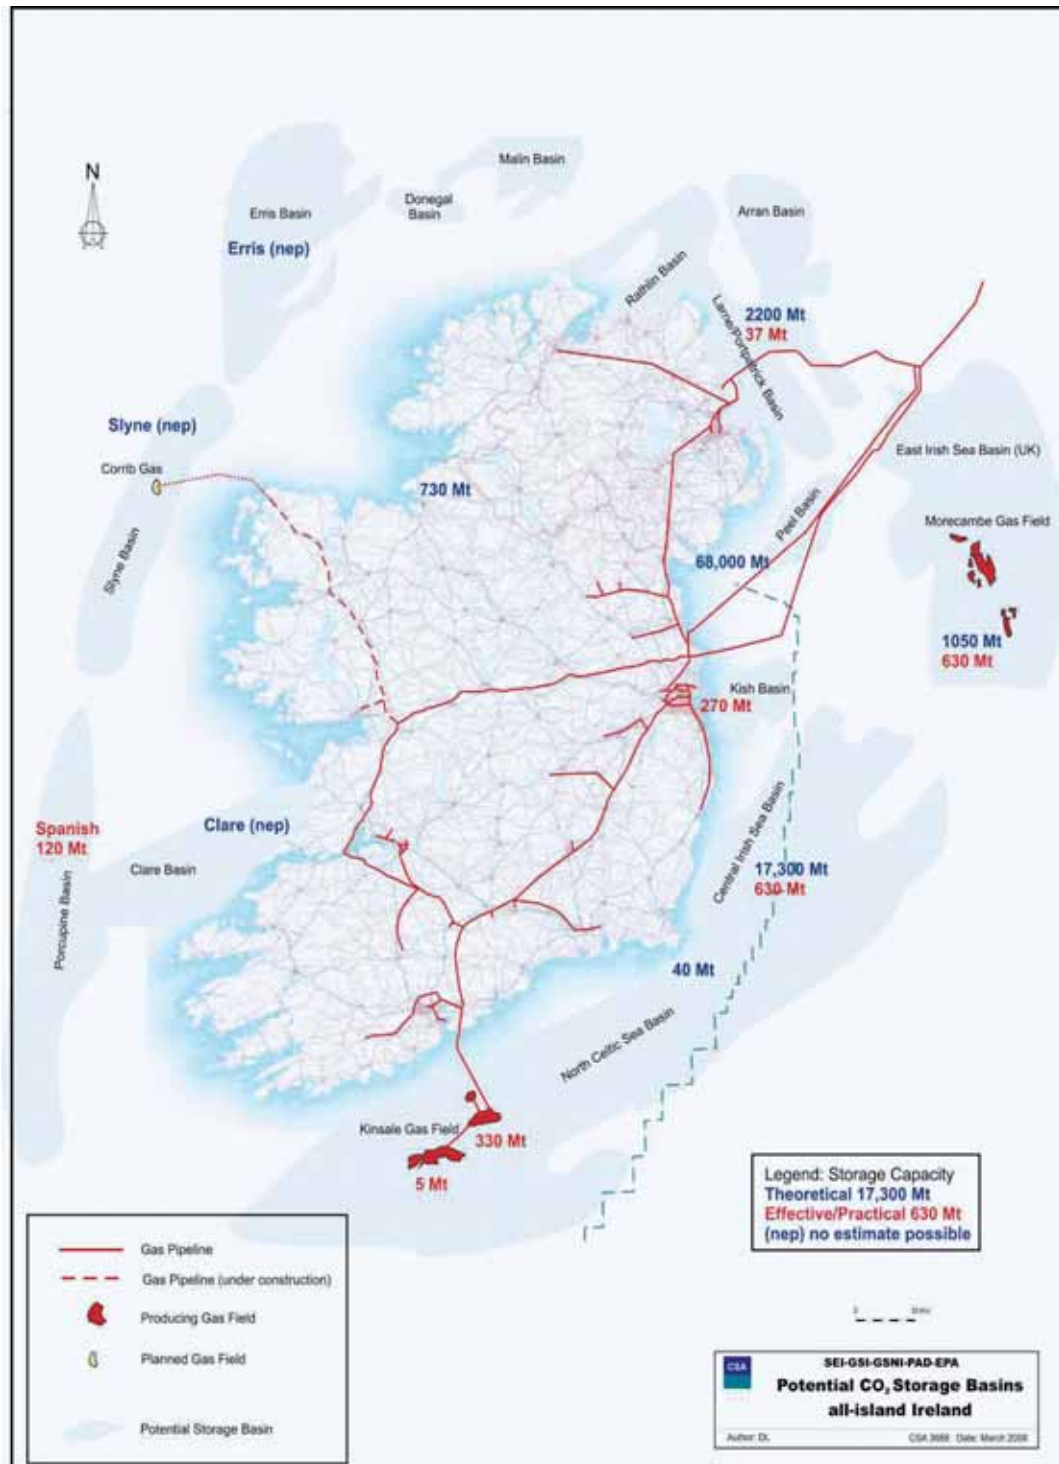 N
Malin Basin
Donegal
Basin
Erris Basin
Arran Basin
Erris (nep)
Rathlin Basin
Larne/Portpatrick Basin
2200 Mt
37 Mt
Slyne (nep)
Corrib Gas
East Irish Sea Basin (UK)
730 Mt
Peel Basin
Morecambe Gas Field
Slyne Basin
68,000 Mt
1050 Mt
630 Mt
Kish Basin
270 Mt
Spanish
120 Mt
Clare (nep)
Clare Basin
Porcupine Basin
Central Irish Sea Basin
17,300 Mt
630 Mt
40 Mt
North Celtic Sea Basin
Kinsale Gas Field
330 Mt
5 Mt
Legend: Storage Capacity
Theoretical 17,300 Mt
Effective/Practical 630 Mt
(nep) no estimate possible
Gas Pipeline
Gas Pipeline (under construction)
Producing Gas Field
Planned Gas Field
Potential Storage Basin
CSA
SEI-GSI-GSNI-PAD-EPA
Potential CO₂ Storage Basins
all-island Ireland
Author: DL
CSA Date: March 2008